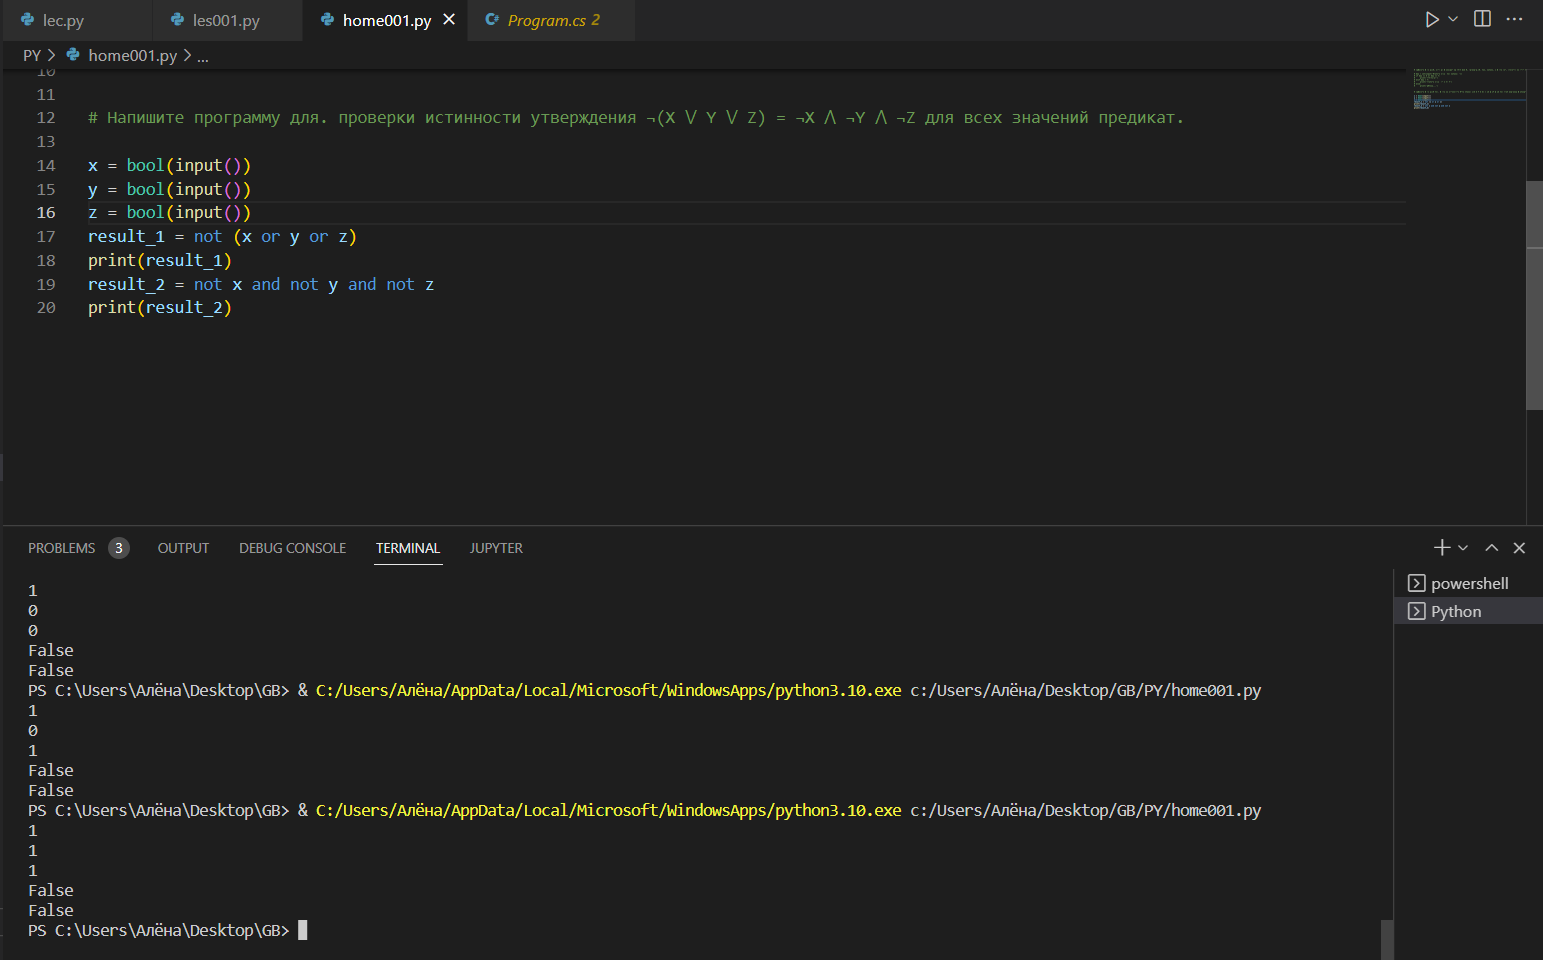 lec.py les001.py home001.py Program.cs 2
PY > home001.py > ...
10
11
12 # Напишите программу для. проверки истинности утверждения ¬(X \/ Y \/ Z) = ¬X /\ ¬Y /\ ¬Z для всех значений предикат.
13
14 x = bool(input())
15 y = bool(input())
16 z = bool(input())
17 result_1 = not (x or y or z)
18 print(result_1)
19 result_2 = not x and not y and not z
20 print(result_2)
PROBLEMS 3 OUTPUT DEBUG CONSOLE TERMINAL JUPYTER
powershell
Python
1
0
0
False
False
PS C:\Users\Алёна\Desktop\GB> & C:/Users/Алёна/AppData/Local/Microsoft/WindowsApps/python3.10.exe c:/Users/Алёна/Desktop/GB/PY/home001.py
1
0
1
False
False
PS C:\Users\Алёна\Desktop\GB> & C:/Users/Алёна/AppData/Local/Microsoft/WindowsApps/python3.10.exe c:/Users/Алёна/Desktop/GB/PY/home001.py
1
1
1
False
False
PS C:\Users\Алёна\Desktop\GB>